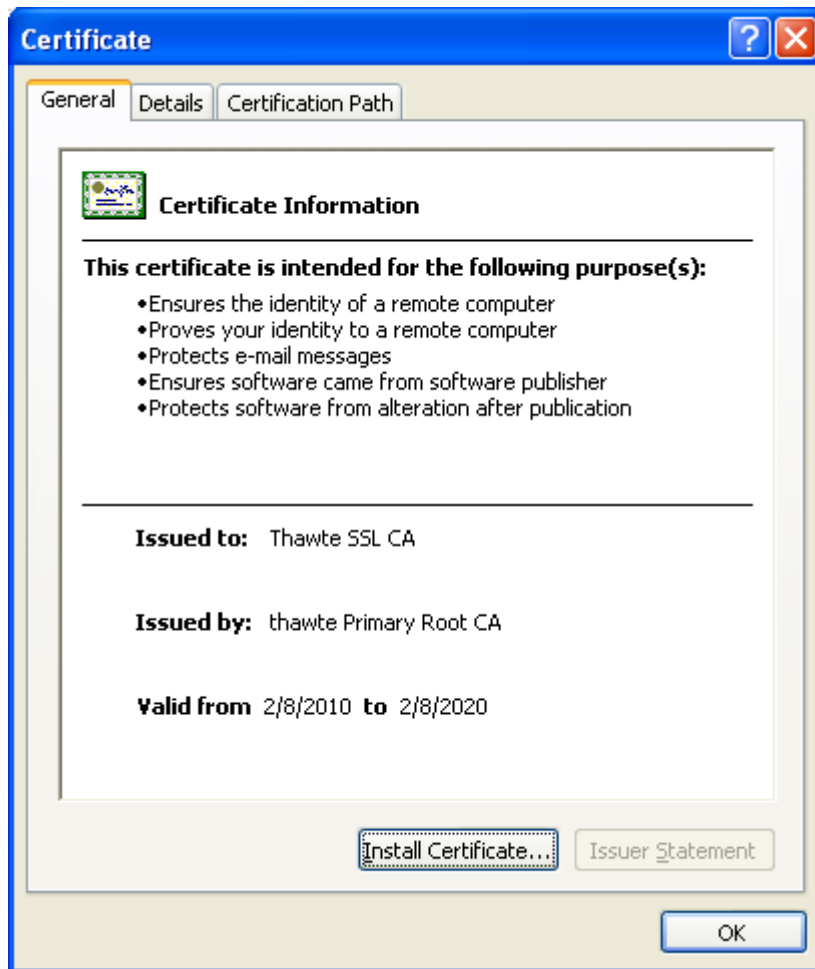 Certificate
General Details Certification Path
Certificate Information
This certificate is intended for the following purpose(s):
•Ensures the identity of a remote computer
•Proves your identity to a remote computer
•Protects e-mail messages
•Ensures software came from software publisher
•Protects software from alteration after publication
Issued to: Thawte SSL CA
Issued by: thawte Primary Root CA
Valid from 2/8/2010 to 2/8/2020
Install Certificate... Issuer Statement
OK